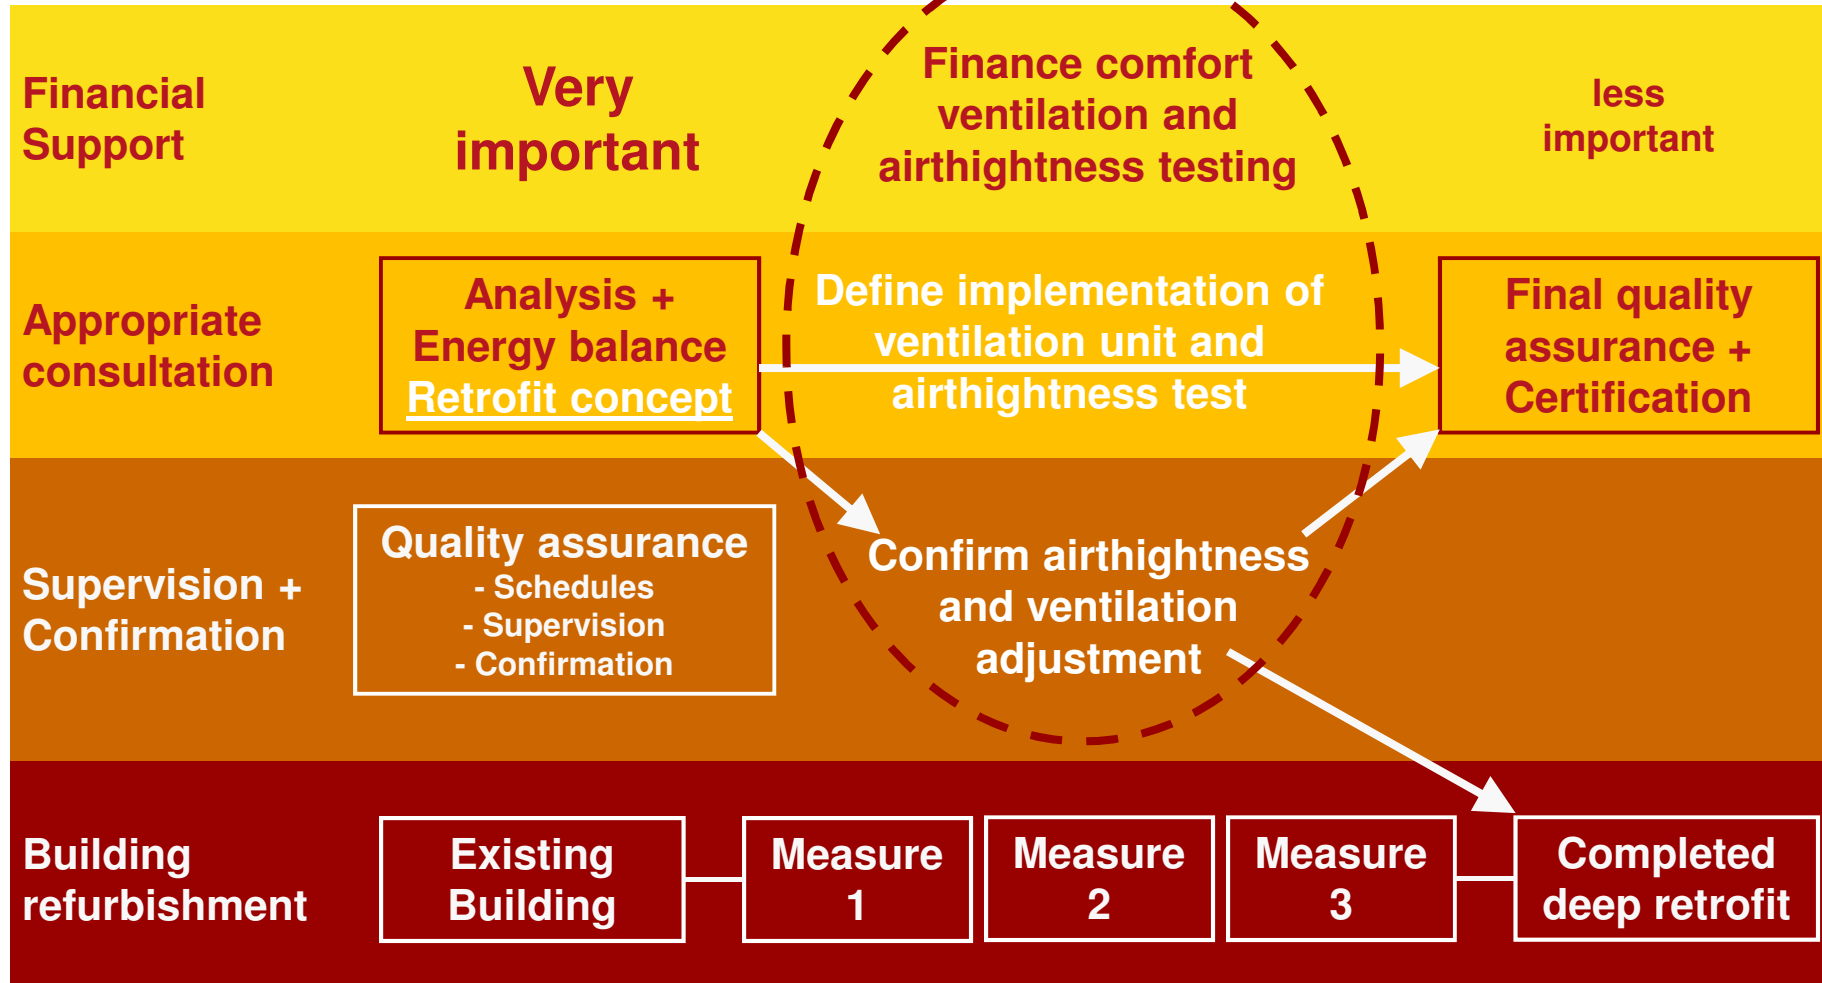 Financial
Support
Very
important
Finance comfort
ventilation and
airthightness testing
less
important
Appropriate
consultation
Analysis +
Energy balance
Retrofit concept
Define implementation of
ventilation unit and
airthightness test
Final quality
assurance +
Certification
Supervision +
Confirmation
Quality assurance
- Schedules
- Supervision
- Confirmation
Confirm airthightness
and ventilation
adjustment
Building
refurbishment
Existing
Building
Measure
1
Measure
2
Measure
3
Completed
deep retrofit